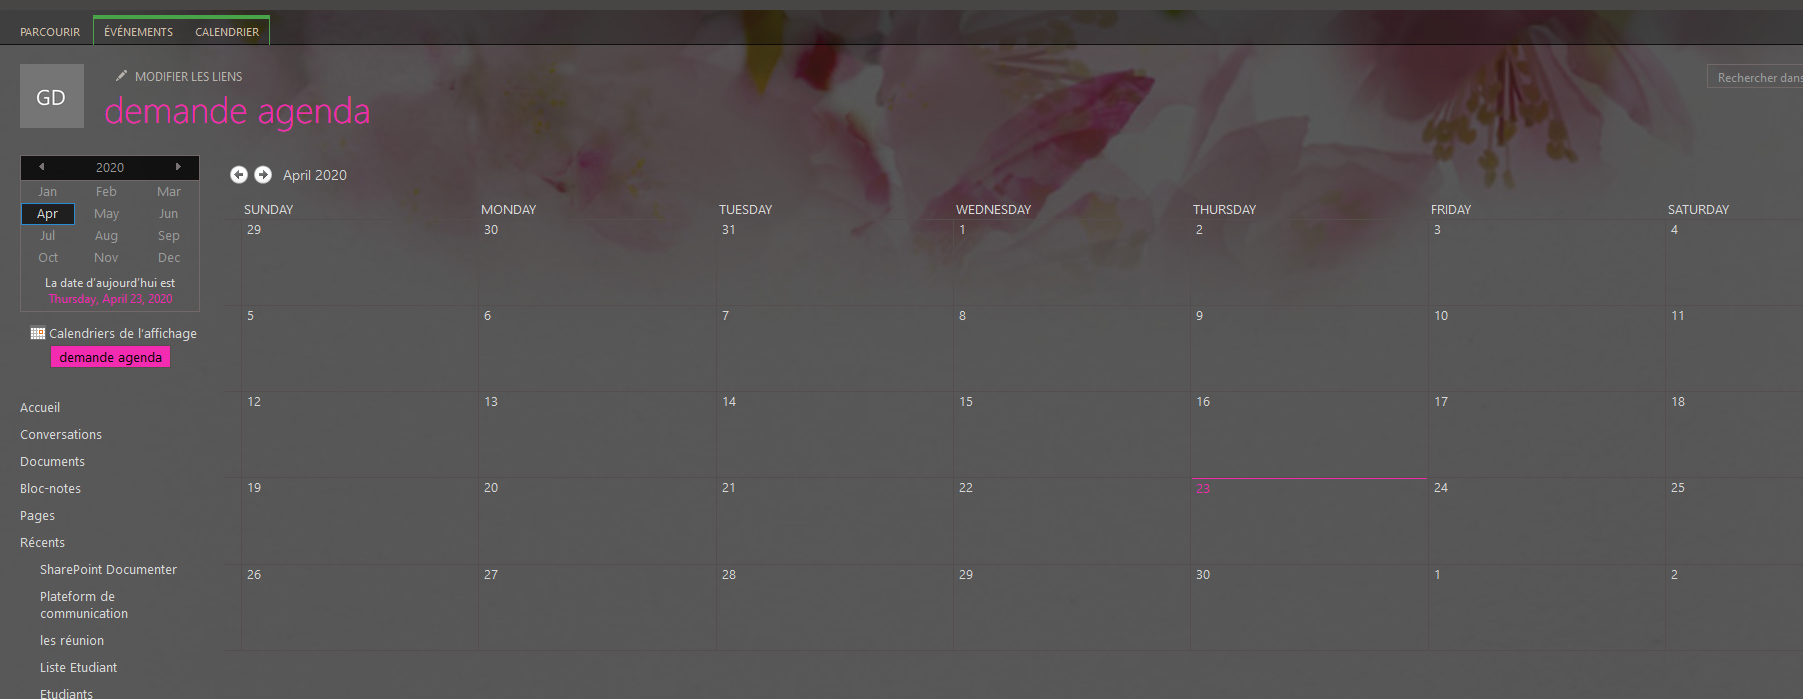 PARCOURIR ÉVÉNEMENTS CALENDRIER
GD
MODIFIER LES LIENS
demande agenda
Rechercher dans
2020
Jan Feb Mar
Apr May Jun
Jul Aug Sep
Oct Nov Dec
La date d'aujourd'hui est
Thursday, April 23, 2020
Calendriers de l'affichage
demande agenda
Accueil
Conversations
Documents
Bloc-notes
Pages
Récents
SharePoint Documenter
Plateform de
communication
les réunion
Liste Etudiant
Etudiants
April 2020
SUNDAY MONDAY TUESDAY WEDNESDAY THURSDAY FRIDAY SATURDAY
29 30 31 1 2 3 4
5 6 7 8 9 10 11
12 13 14 15 16 17 18
19 20 21 22 23 24 25
26 27 28 29 30 1 2